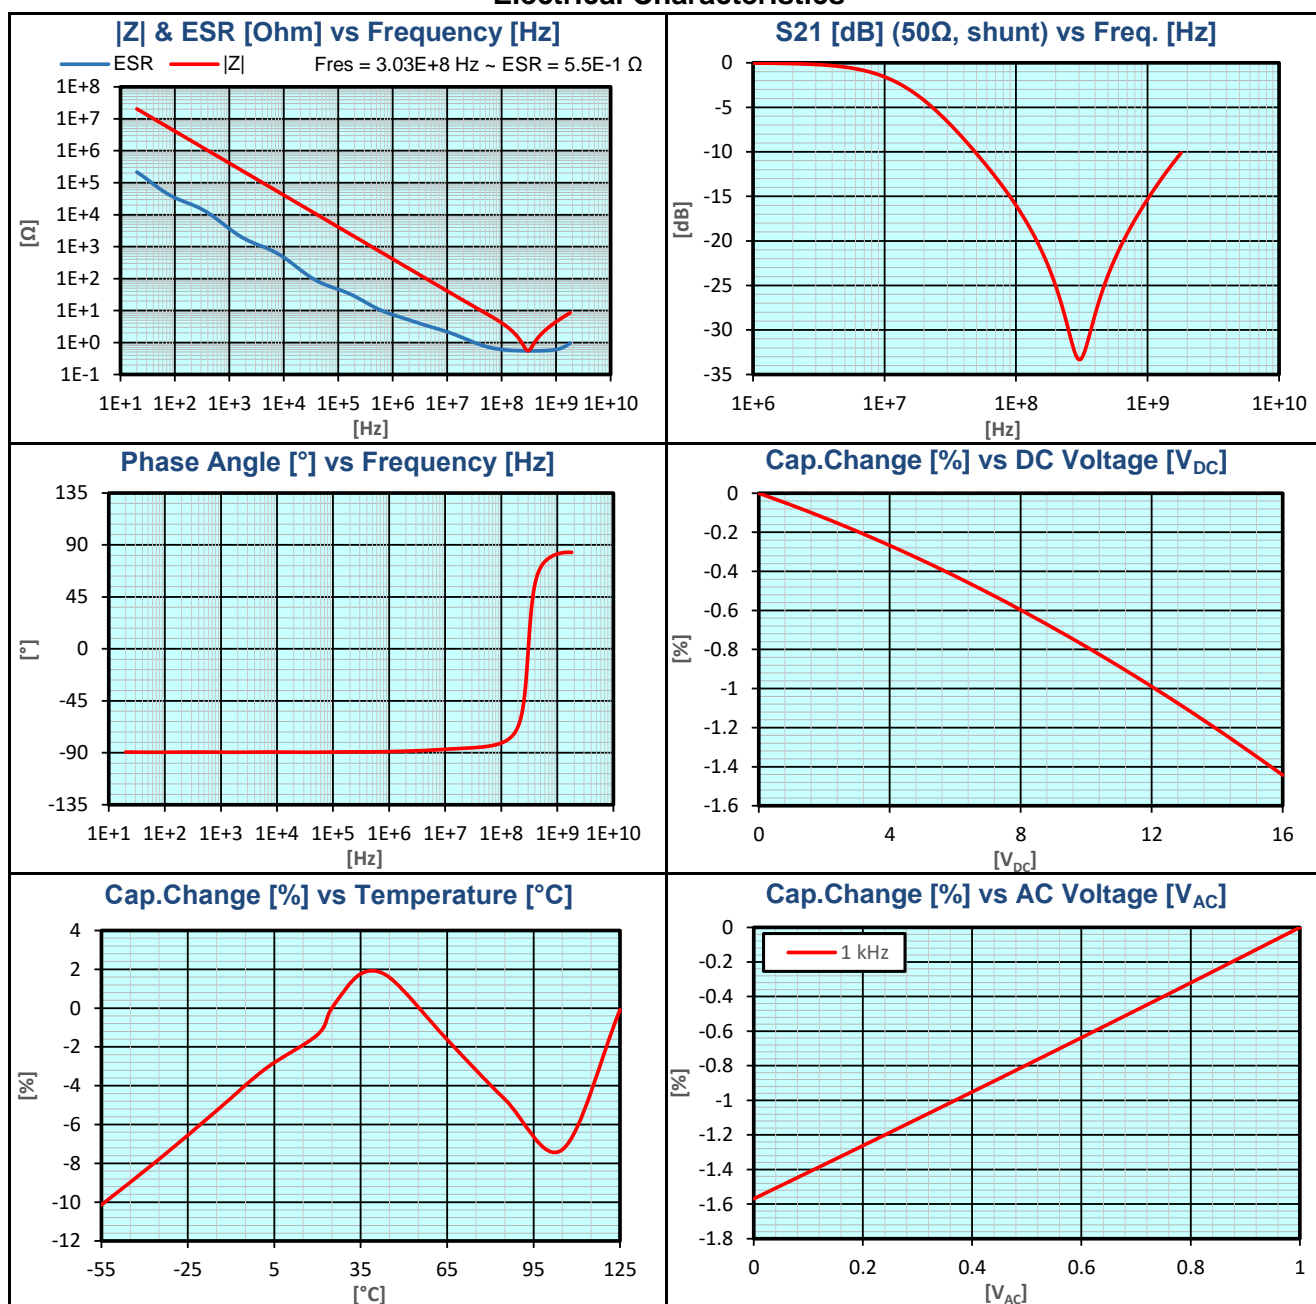 Electrical Characteristics
|Z| & ESR [Ohm] vs Frequency [Hz]
ESR |Z| Fres = 3.03E+8 Hz ~ ESR = 5.5E-1 Ω
1E+8
1E+7
1E+6
1E+5
1E+4
1E+3
1E+2
1E+1
1E+0
1E-1
[Ω]
1E+1 1E+2 1E+3 1E+4 1E+5 1E+6 1E+7 1E+8 1E+9 1E+10
[Hz]
S21 [dB] (50Ω, shunt) vs Freq. [Hz]
0
-5
-10
-15
-20
-25
-30
-35
[dB]
1E+6 1E+7 1E+8 1E+9 1E+10
[Hz]
Phase Angle [°] vs Frequency [Hz]
135
90
45
0
-45
-90
-135
[°]
1E+1 1E+2 1E+3 1E+4 1E+5 1E+6 1E+7 1E+8 1E+9 1E+10
[Hz]
Cap.Change [%] vs DC Voltage [VDC]
0
-0.2
-0.4
-0.6
-0.8
-1
-1.2
-1.4
-1.6
[%]
0 4 8 12 16
[VDC]
Cap.Change [%] vs Temperature [°C]
4
2
0
-2
-4
-6
-8
-10
-12
[%]
-55 -25 5 35 65 95 125
[°C]
Cap.Change [%] vs AC Voltage [VAC]
1 kHz
0
-0.2
-0.4
-0.6
-0.8
-1
-1.2
-1.4
-1.6
-1.8
[%]
0 0.2 0.4 0.6 0.8 1
[VAC]